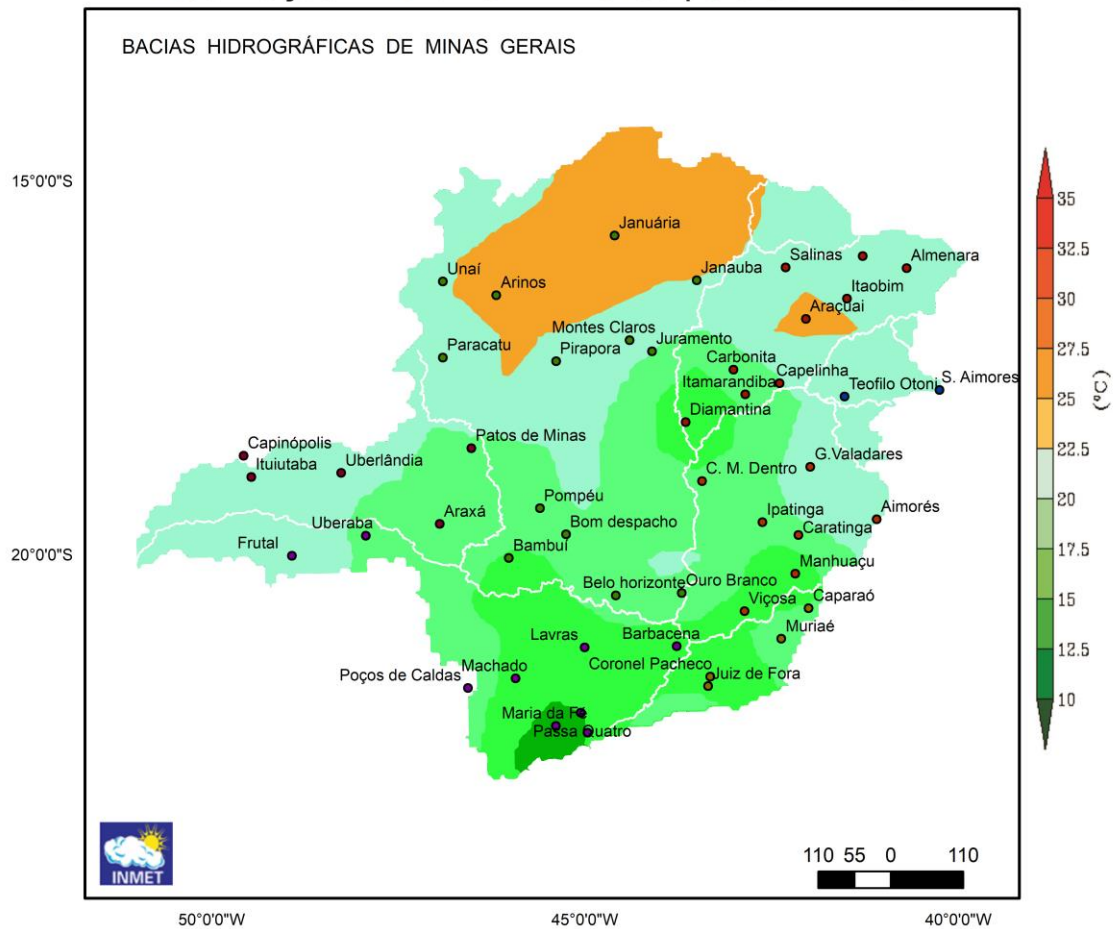 BACIAS HIDROGRÁFICAS DE MINAS GERAIS
15°0'0"S
20°0'0"S
Januária
Unaí
Arinos
Janauba
Salinas
Almenara
Itaobim
Araçuai
Montes Claros
Paracatu
Pirapora
Juramento
Carbonita
Capelinha
Itamarandiba
Teofilo Otoni
S. Aimores
Diamantina
Patos de Minas
Capinópolis
Ituiutaba
Uberlândia
C. M. Dentro
G.Valadares
Pompéu
Uberaba
Araxá
Bom despacho
Ipatinga
Aimorés
Caratinga
Frutal
Bambuí
Manhuaçu
Belo horizonte
Ouro Branco
Viçosa
Caparaó
Muriaé
Lavras
Barbacena
Poços de Caldas
Machado
Coronel Pacheco
Juiz de Fora
Maria da Fé
Passa Quatro
35
32.5
30
27.5
25
22.5
20
17.5
15
12.5
10
(°C)
INMET
110 55 0 110
50°0'0"W 45°0'0"W 40°0'0"W